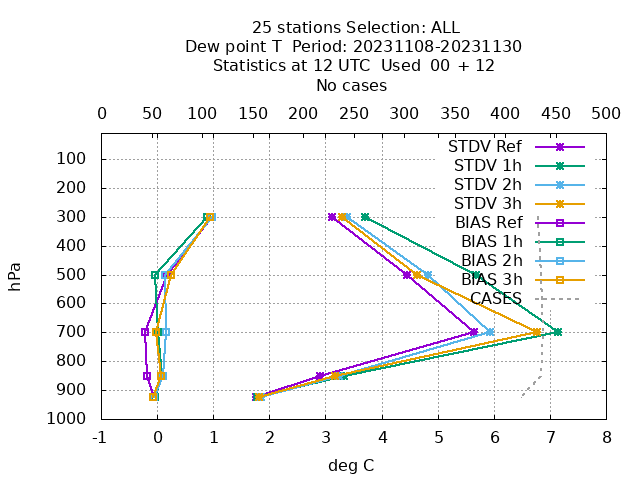 25 stations Selection: ALL
Dew point T  Period: 20231108-20231130
Statistics at 12 UTC  Used  00 + 12
No cases
0 50 100 150 200 250 300 350 400 450 500
STDV Ref
STDV 1h
STDV 2h
STDV 3h
BIAS Ref
BIAS 1h
BIAS 2h
BIAS 3h
CASES
hPa
100
200
300
400
500
600
700
800
900
1000
-1 0 1 2 3 4 5 6 7 8
deg C